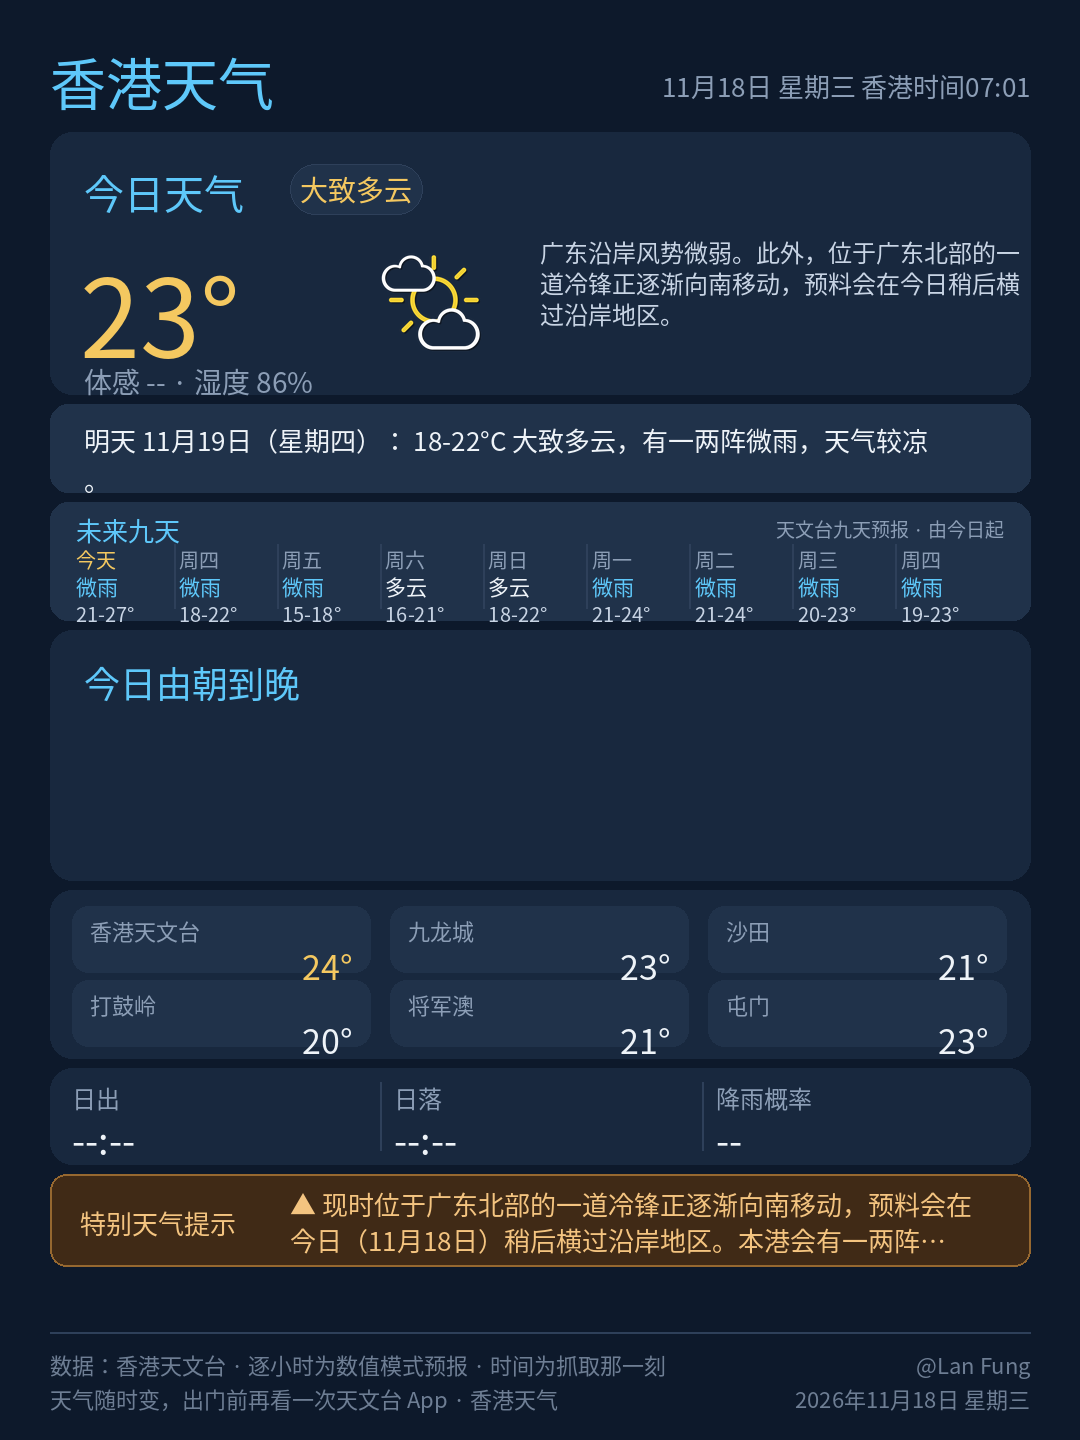 香港天气
11月18日 星期三 香港时间07:01
今日天气
大致多云
23°
体感 -- · 湿度 86%
广东沿岸风势微弱。此外，位于广东北部的一
道冷锋正逐渐向南移动，预料会在今日稍后横
过沿岸地区。
明天 11月19日（星期四）：18-22°C 大致多云，有一两阵微雨，天气较凉
。
未来九天
天文台九天预报 · 由今日起
今天 周四 周五 周六 周日 周一 周二 周三 周四
微雨 微雨 微雨 多云 多云 微雨 微雨 微雨 微雨
21-27° 18-22° 15-18° 16-21° 18-22° 21-24° 21-24° 20-23° 19-23°
今日由朝到晚
香港天文台 九龙城 沙田
24° 23° 21°
打鼓岭 将军澳 屯门
20° 21° 23°
日出 日落 降雨概率
--:-- --:-- --
特别天气提示
▲ 现时位于广东北部的一道冷锋正逐渐向南移动，预料会在
今日（11月18日）稍后横过沿岸地区。本港会有一两阵…
数据：香港天文台 · 逐小时为数值模式预报 · 时间为抓取那一刻
@Lan Fung
天气随时变，出门前再看一次天文台 App · 香港天气
2026年11月18日 星期三